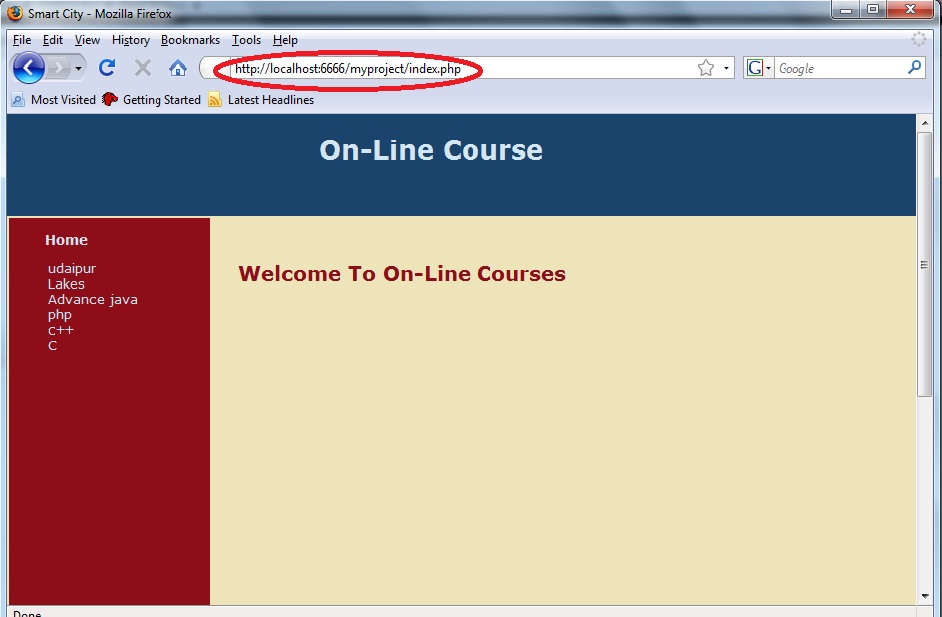 Smart City - Mozilla Firefox
File Edit View History Bookmarks Tools Help
http://localhost:6666/myproject/index.php
G Google
Most Visited Getting Started Latest Headlines
On-Line Course
Home
udaipur
Lakes
Advance java
php
c++
C
Welcome To On-Line Courses
Done